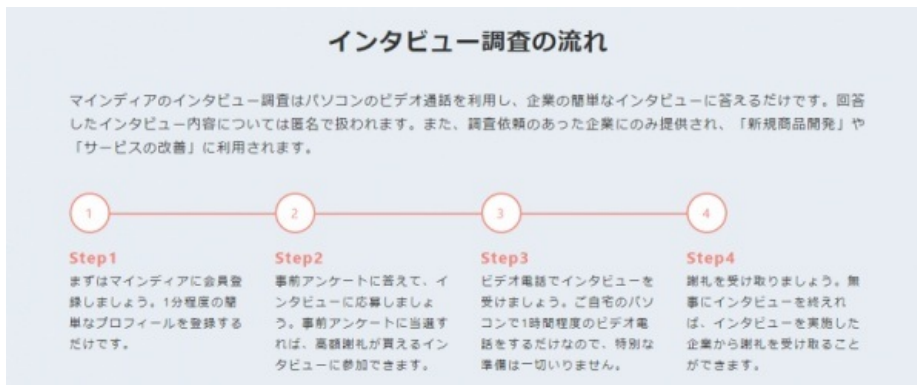 インタビュー調査の流れ
マインディアのインタビュー調査はパソコンのビデオ通話を利用し、企業の簡単なインタビューに答えるだけです。回答
したインタビュー内容については匿名で扱われます。また、調査依頼のあった企業にのみ提供され、「新規商品開発」や
「サービスの改善」に利用されます。
1
2
3
4
Step1
まずはマインディアに会員登
録しましょう。1分程度の簡
単なプロフィールを登録する
だけです。
Step2
事前アンケートに答えて、イ
ンタビューに応募しましょ
う。事前アンケートに当選す
れば、高額謝礼が貰えるイン
タビューに参加できます。
Step3
ビデオ電話でインタビューを
受けましょう。ご自宅のパソ
コンで1時間程度のビデオ電
話をするだけなので、特別な
準備は一切いりません。
Step4
謝礼を受け取りましょう。無
事にインタビューを終えれ
ば、インタビューを実施した
企業から謝礼を受け取ること
ができます。